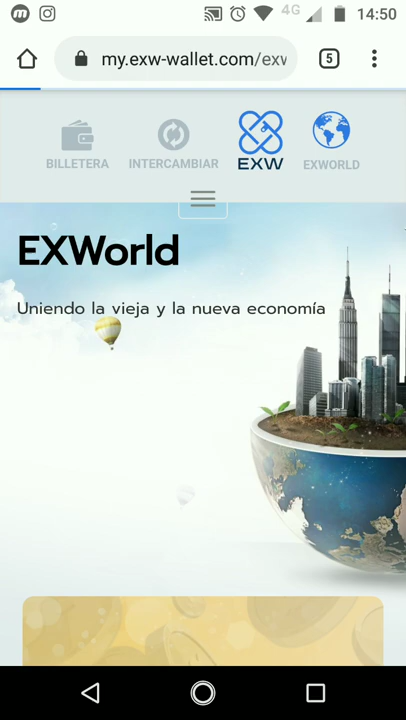 4G
14:50
my.exw-wallet.com/exw
5
BILLETERA
INTERCAMBIAR
EXW
EXWORLD
EXWorld
Uniendo la vieja y la nueva economía